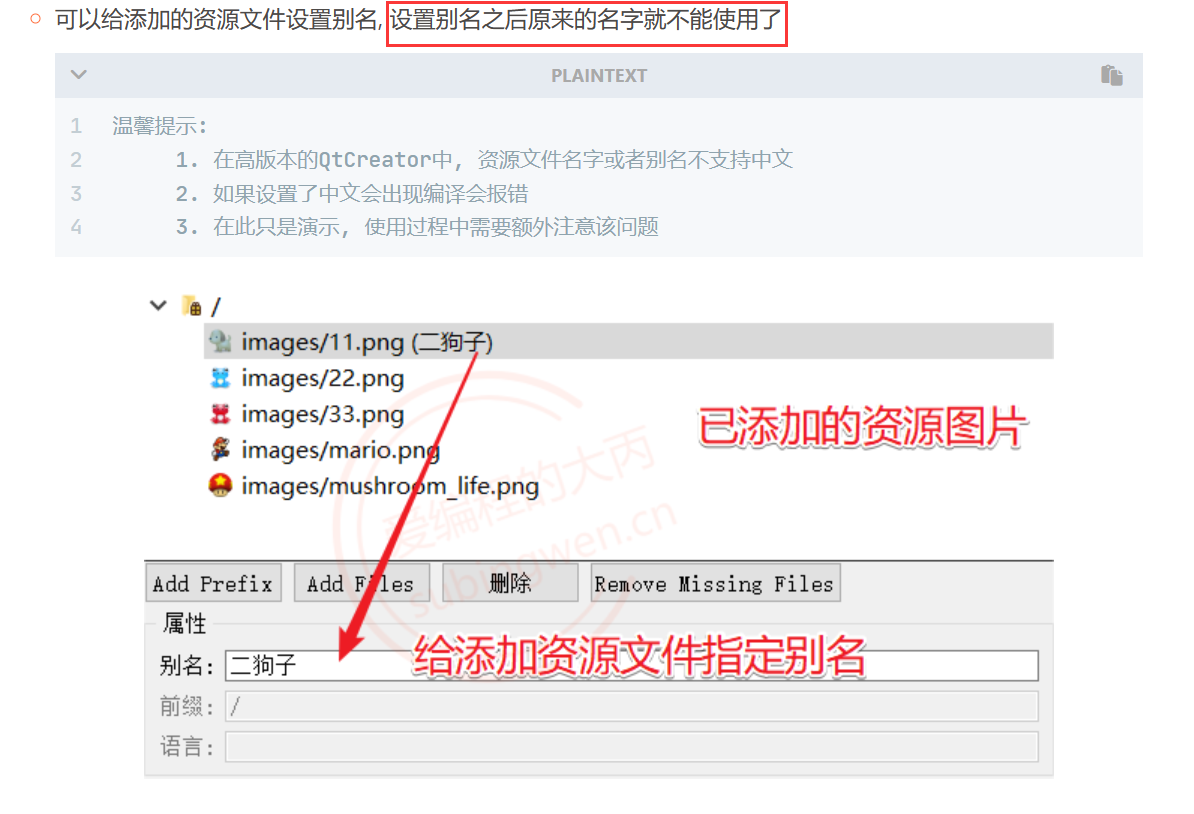 可以给添加的资源文件设置别名, 设置别名之后原来的名字就不能使用了
PLAINTEXT
1 温馨提示:
2 1. 在高版本的QtCreator中, 资源文件名字或者别名不支持中文
3 2. 如果设置了中文会出现编译会报错
4 3. 在此只是演示, 使用过程中需要额外注意该问题
/
images/11.png (二狗子)
images/22.png
images/33.png
已添加的资源图片
images/mario.png
images/mushroom_life.png
爱编程的大丙
subingwen.cn
Add Prefix Add Files 删除 Remove Missing Files
属性
给添加资源文件指定别名
别名: 二狗子
前缀: /
语言: